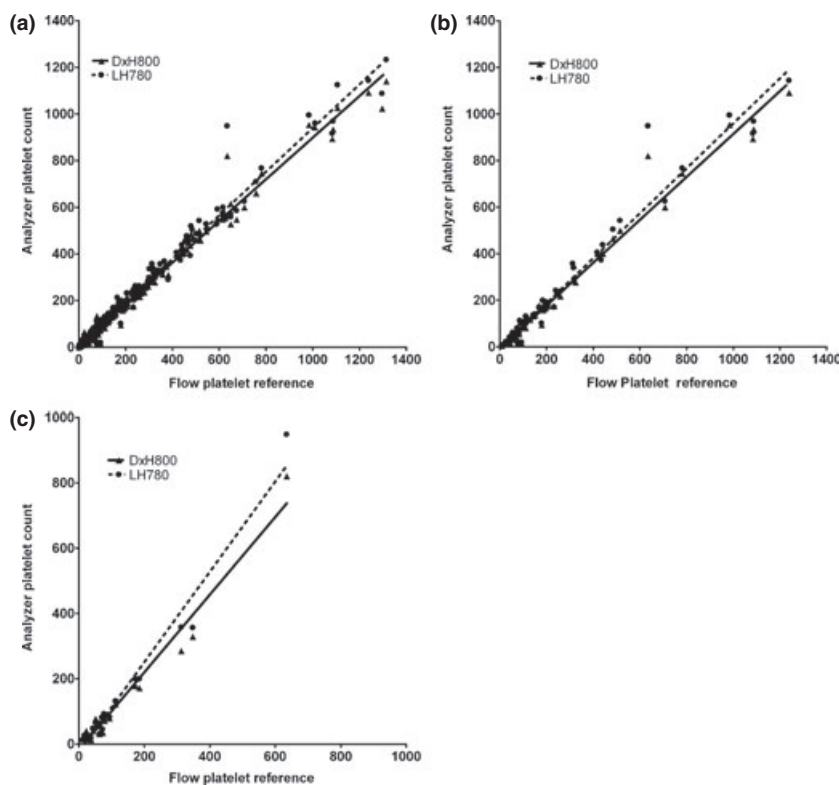 (a)
1400
1200
1000
800
600
400
200
0
DxH800
LH780
Analyzer platelet count
0 200 400 600 800 1000 1200 1400
Flow platelet reference
(b)
1400
1200
1000
800
600
400
200
0
DxH800
LH780
Analyzer platelet count
0 200 400 600 800 1000 1200 1400
Flow Platelet reference
(c)
1000
800
600
400
200
0
DxH800
LH780
Analyzer platelet count
0 200 400 600 800 1000
Flow platelet reference